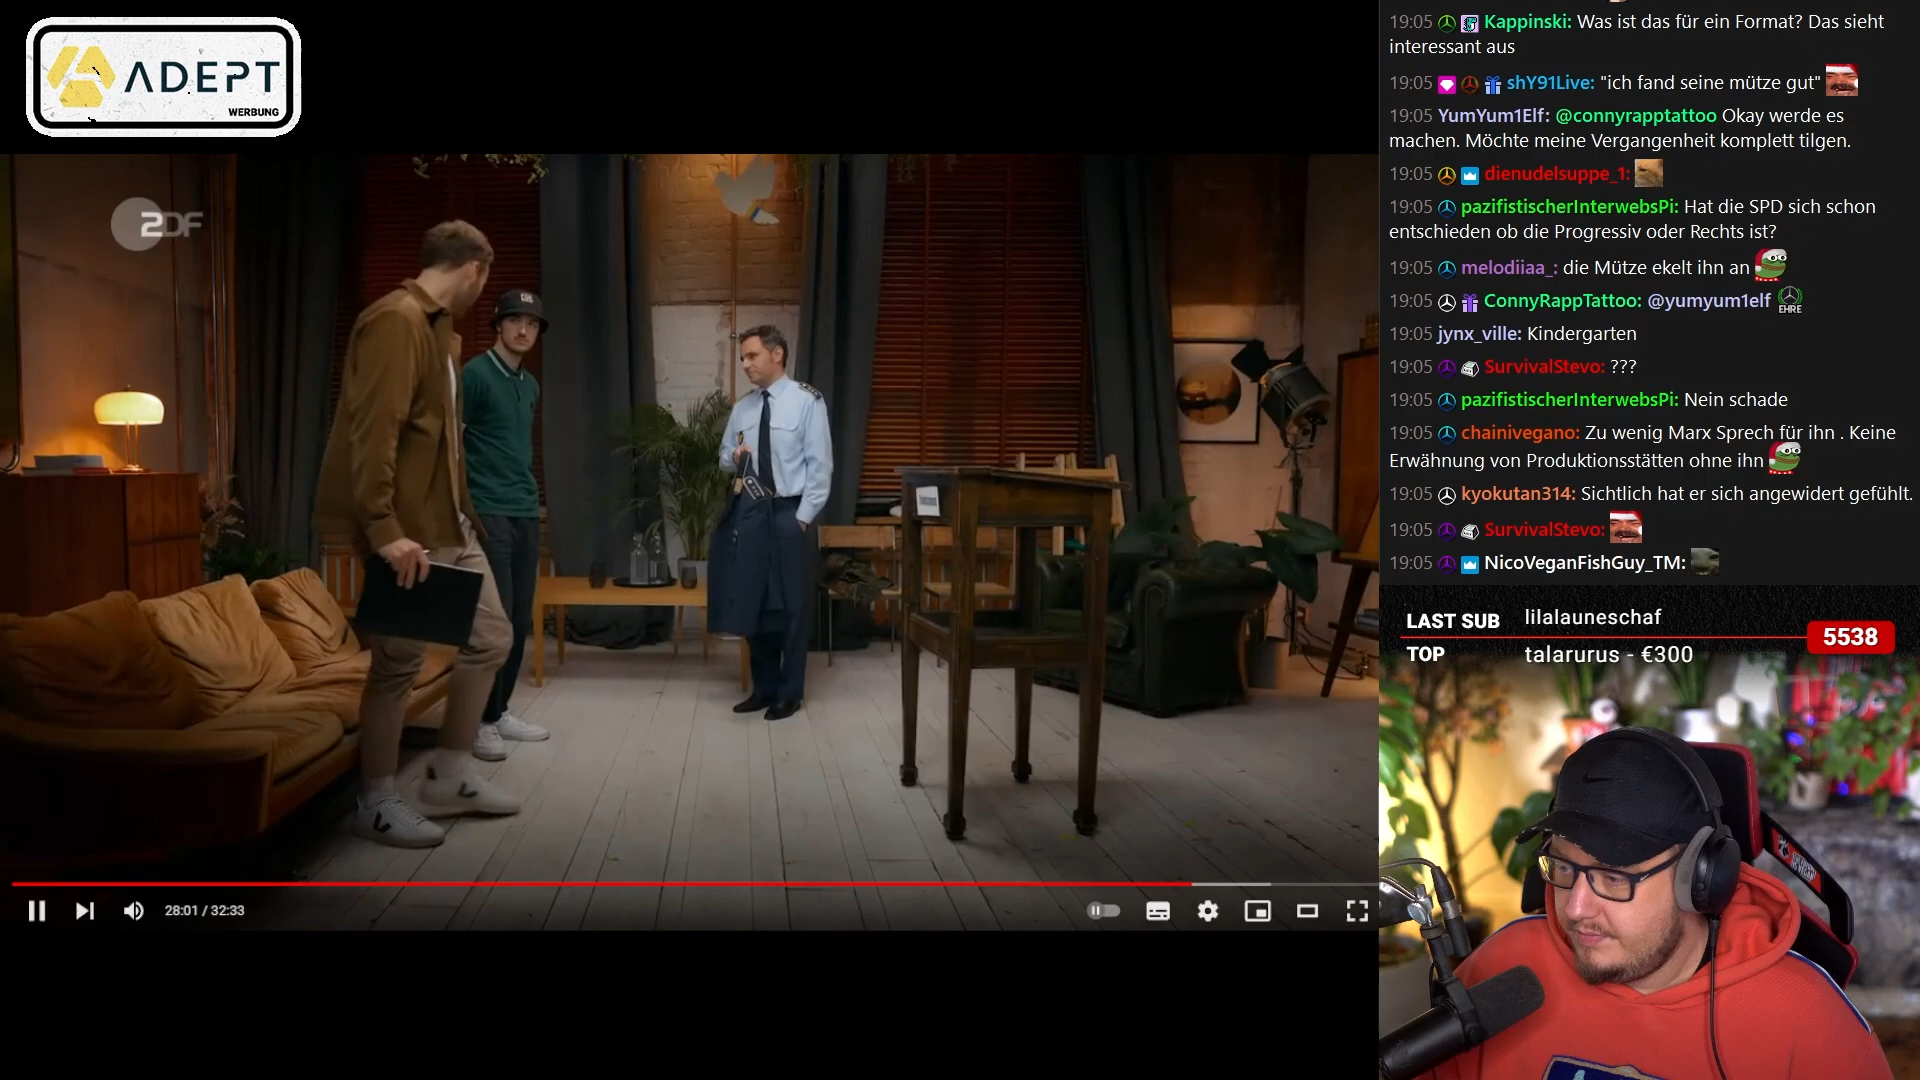 ADEPT
WERBUNG
ZDF
28:01 / 32:33
19:05 Kappinski: Was ist das für ein Format? Das sieht
interessant aus
19:05 shY91Live: "ich fand seine mütze gut"
19:05 YumYum1Elf: @connyrapptattoo Okay werde es
machen. Möchte meine Vergangenheit komplett tilgen.
19:05 dienudelsuppe_1:
19:05 pazifistischerInterwebsPi: Hat die SPD sich schon
entschieden ob die Progressiv oder Rechts ist?
19:05 melodiiaa_: die Mütze ekelt ihn an
19:05 ConnyRappTattoo: @yumyum1elf EHRE
19:05 jynx_ville: Kindergarten
19:05 SurvivalStevo: ???
19:05 pazifistischerInterwebsPi: Nein schade
19:05 chainivegano: Zu wenig Marx Sprech für ihn . Keine
Erwähnung von Produktionsstätten ohne ihn
19:05 kyokutan314: Sichtlich hat er sich angewidert gefühlt.
19:05 SurvivalStevo:
19:05 NicoVeganFishGuy_TM:
LAST SUB lilalauneschaf
5538
TOP talarurus - €300